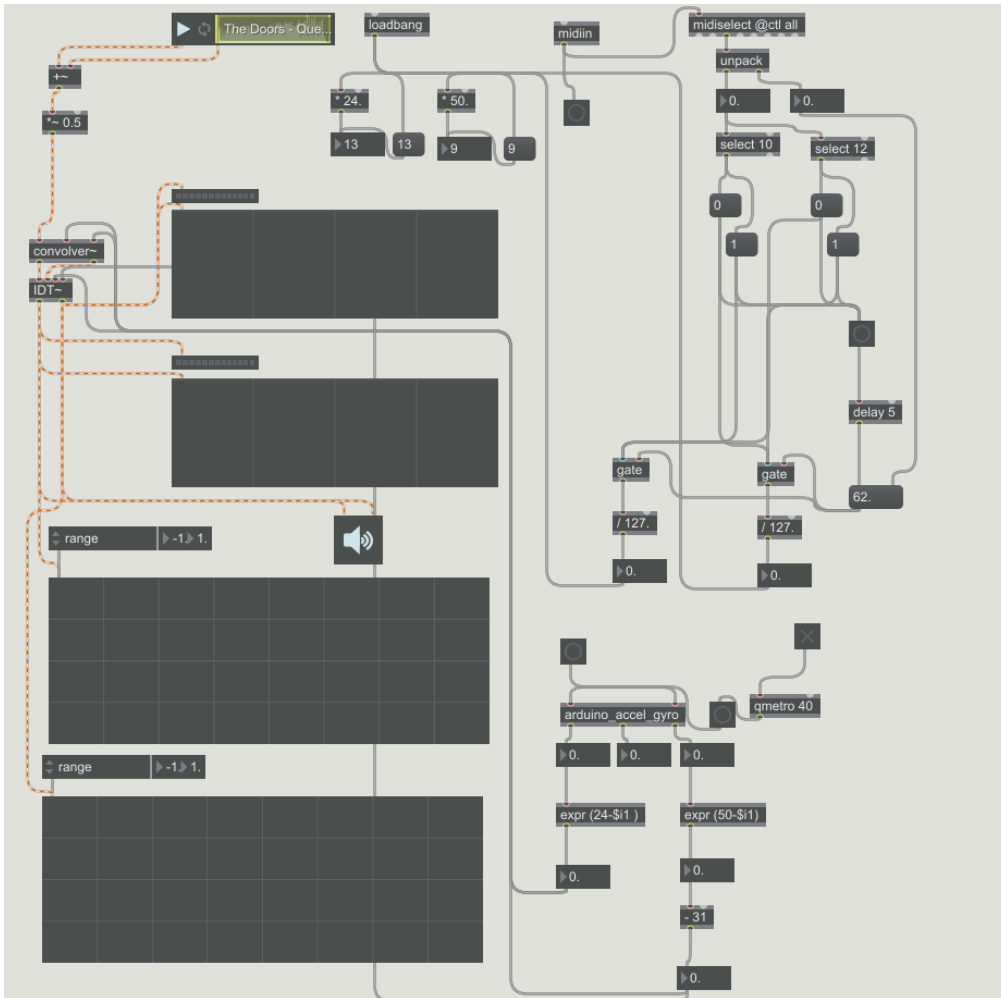 The Doors - Que...
loadbang
midiin
midiselect @ctl all
+~
unpack
* 24.
* 50.
0.
0.
*~ 0.5
13
13
9
9
select 10
select 12
0
0
1
1
convolver~
IDT~
delay 5
gate
gate
62.
/ 127.
/ 127.
range
-1.
1.
0.
0.
arduino_accel_gyro
qmetro 40
0.
0.
0.
range
-1.
1.
expr (24-$i1 )
expr (50-$i1)
0.
0.
- 31
0.